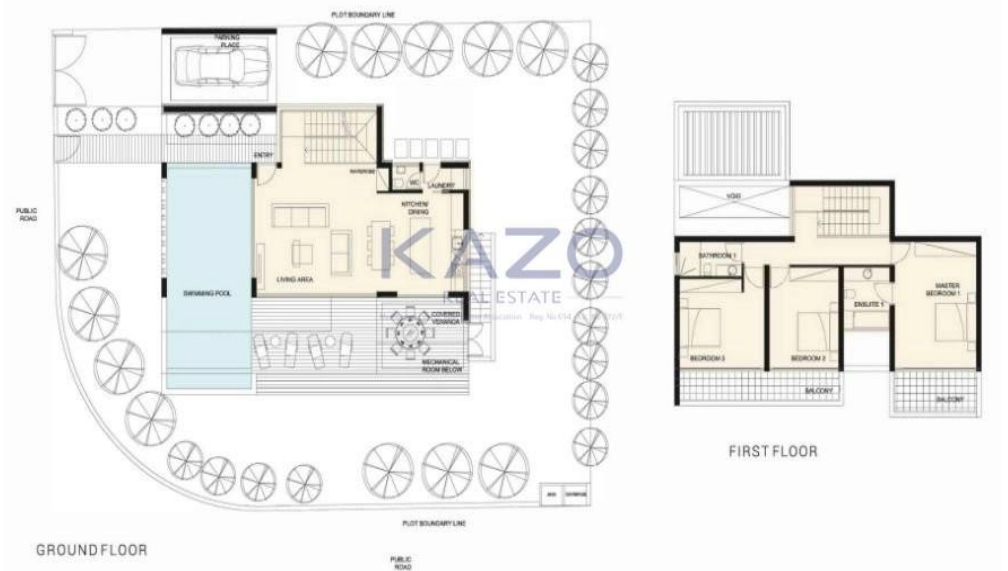 PLOT BOUNDARY LINE
PARKING
PLACE
ENTRY
WARDROBE
WC
LAUNDRY
KITCHEN/
DINING
PUBLIC
ROAD
LIVING AREA
SWIMMING POOL
COVERED
VERANDA
MECHANICAL
ROOM BELOW
KAZO
REAL ESTATE
PLOT BOUNDARY LINE
GROUND FLOOR
PUBLIC
ROAD
VOID
BATHROOM 1
ENSUITE 1
MASTER
BEDROOM 1
BEDROOM 3
BEDROOM 2
BALCONY
BALCONY
FIRST FLOOR